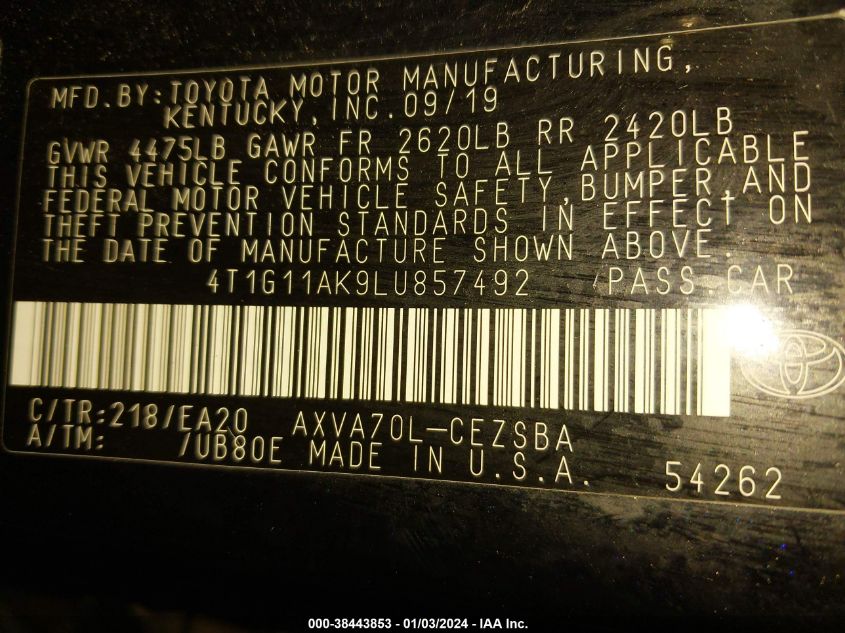 MFD.BY:TOYOTA MOTOR MANUFACTURING,
KENTUCKY,INC.09/19
GVWR 4475LB GAWR FR 2620LB RR 2420LB
THIS VEHICLE CONFORMS TO ALL APPLICABLE
FEDERAL MOTOR VEHICLE SAFETY,BUMPER,AND
THEFT PREVENTION STANDARDS IN EFFECT ON
THE DATE OF MANUFACTURE SHOWN ABOVE.
4T1G11AK9LU857492 PASS.CAR
C/TR:218/EA20 AXVA70L-CEZSBA
A/TM: /UB80E MADE IN U.S.A. 54262
000-38443853 - 01/03/2024 - IAA Inc.